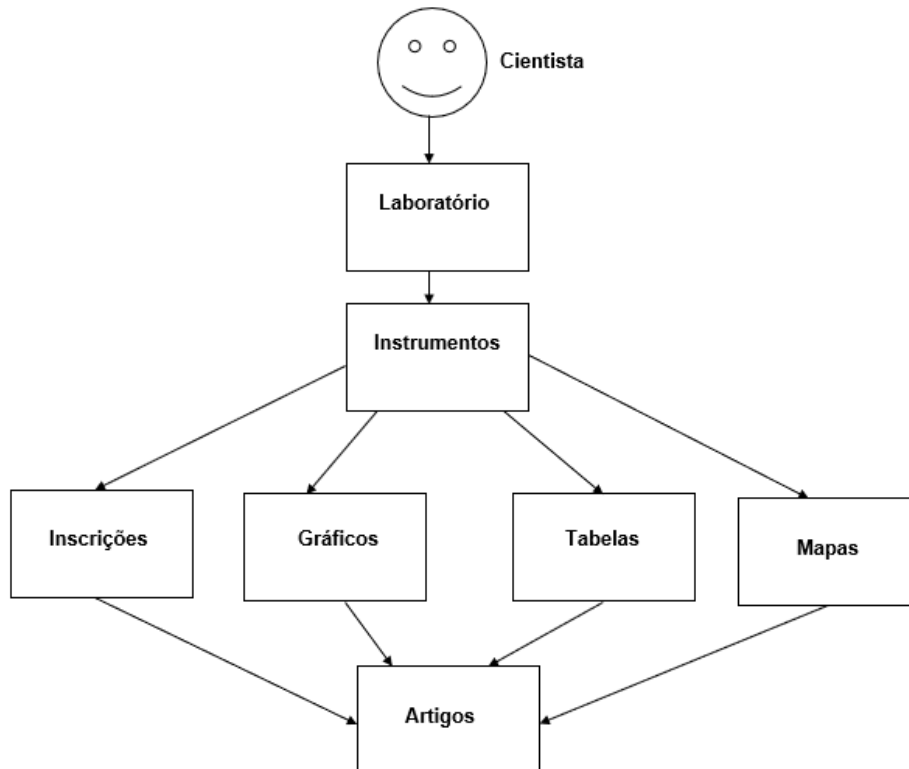 Cientista
Laboratório
Instrumentos
Inscrições
Gráficos
Tabelas
Mapas
Artigos